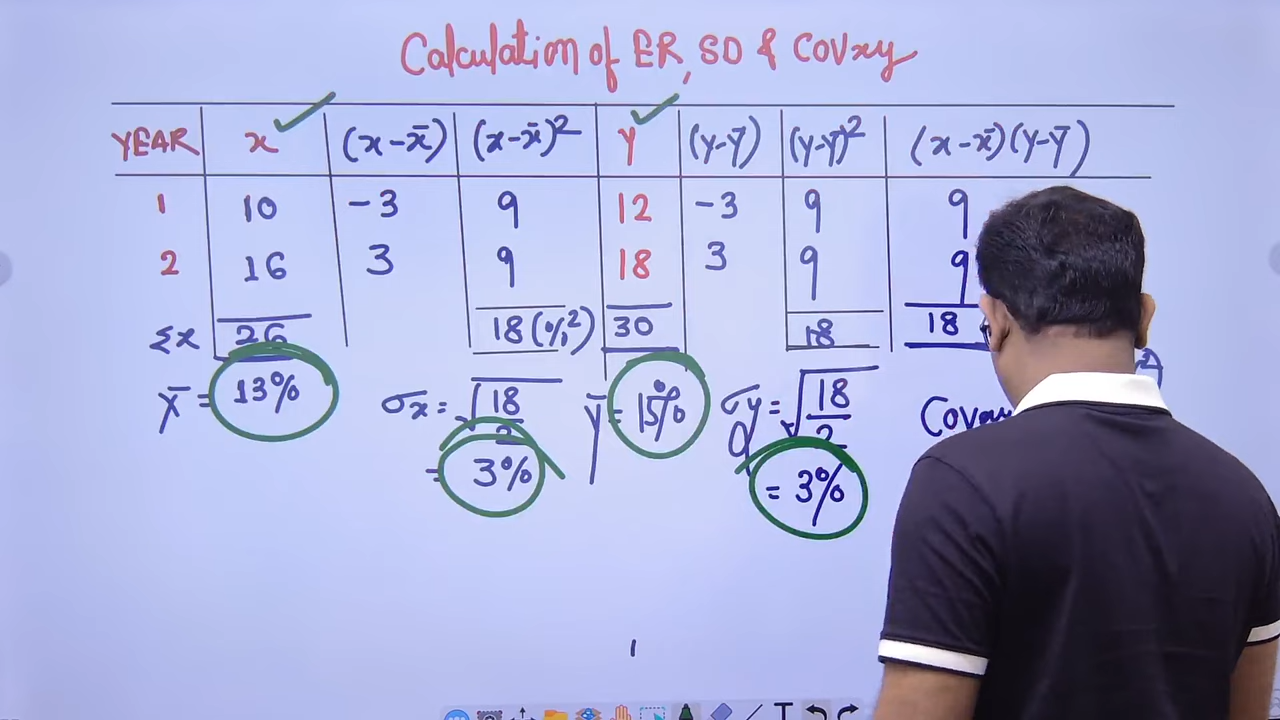 Calculation of ER, SD & COVxy
YEAR x (x-x̄) (x-x̄)² Y (Y-Ȳ) (Y-Ȳ)² (x-x̄)(Y-Ȳ)
1 10 -3 9 12 -3 9 9
2 16 3 9 18 3 9 9
Σx 26 18(%²) 30 18 18
x̄ = 13% σx = √18/2 Ȳ = 15% σy = √18/2
= 3% = 3%